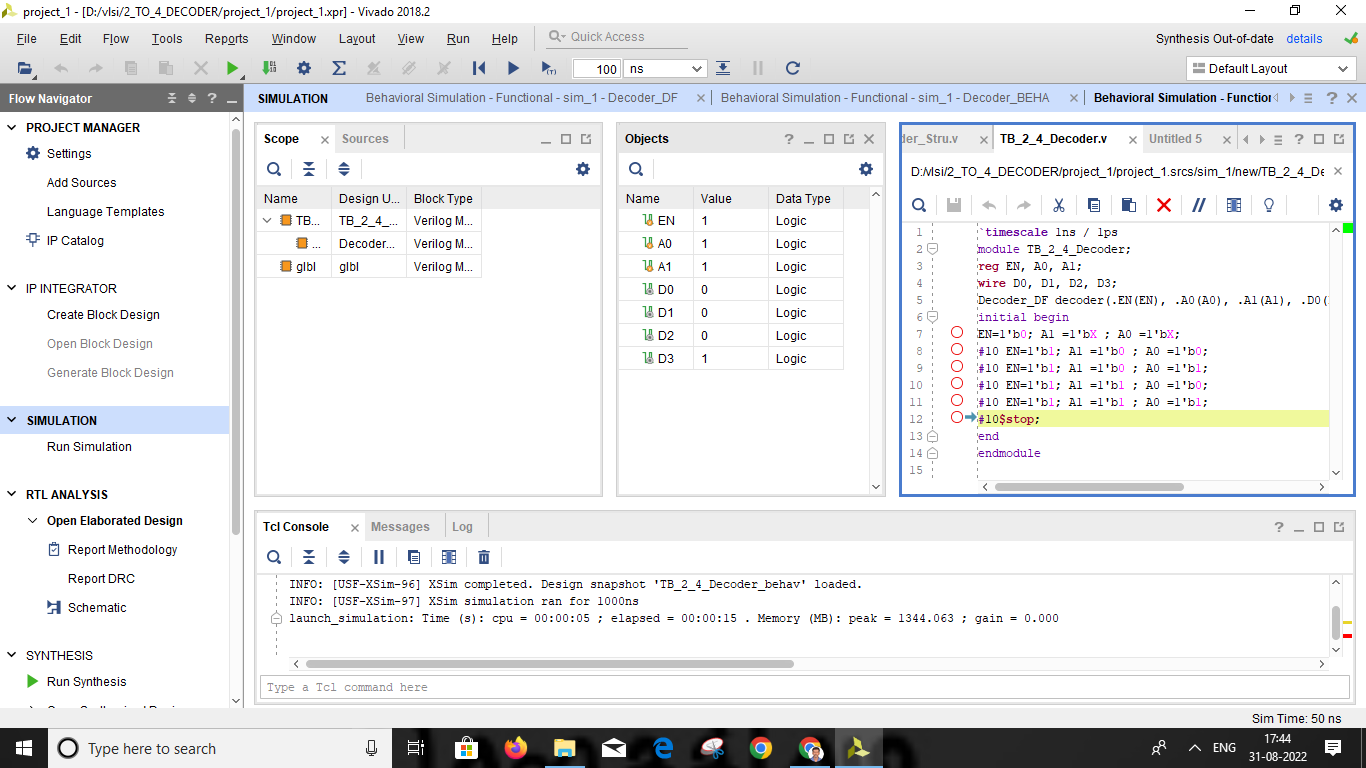 project_1 - [D:/vlsi/2_TO_4_DECODER/project_1/project_1.xpr] - Vivado 2018.2
File Edit Flow Tools Reports Window Layout View Run Help Quick Access
Synthesis Out-of-date details
100 ns
Default Layout
Flow Navigator
SIMULATION
Behavioral Simulation - Functional - sim_1 - Decoder_DF
Behavioral Simulation - Functional - sim_1 - Decoder_BEHA
Behavioral Simulation - Function
PROJECT MANAGER
Settings
Add Sources
Language Templates
IP Catalog
IP INTEGRATOR
Create Block Design
Open Block Design
Generate Block Design
SIMULATION
Run Simulation
RTL ANALYSIS
Open Elaborated Design
Report Methodology
Report DRC
Schematic
SYNTHESIS
Run Synthesis
Scope Sources
Name Design U... Block Type
TB... TB_2_4_... Verilog M...
... Decoder... Verilog M...
glbl glbl Verilog M...
Objects
Name Value Data Type
EN 1 Logic
A0 1 Logic
A1 1 Logic
D0 0 Logic
D1 0 Logic
D2 0 Logic
D3 1 Logic
der_Stru.v TB_2_4_Decoder.v Untitled 5
D:/vlsi/2_TO_4_DECODER/project_1/project_1.srcs/sim_1/new/TB_2_4_De
1 `timescale 1ns / 1ps
2 module TB_2_4_Decoder;
3 reg EN, A0, A1;
4 wire D0, D1, D2, D3;
5 Decoder_DF decoder(.EN(EN), .A0(A0), .A1(A1), .D0(
6 initial begin
7 EN=1'b0; A1 =1'bX ; A0 =1'bX;
8 #10 EN=1'b1; A1 =1'b0 ; A0 =1'b0;
9 #10 EN=1'b1; A1 =1'b0 ; A0 =1'b1;
10 #10 EN=1'b1; A1 =1'b1 ; A0 =1'b0;
11 #10 EN=1'b1; A1 =1'b1 ; A0 =1'b1;
12 #10$stop;
13 end
14 endmodule
15
Tcl Console Messages Log
INFO: [USF-XSim-96] XSim completed. Design snapshot 'TB_2_4_Decoder_behav' loaded.
INFO: [USF-XSim-97] XSim simulation ran for 1000ns
launch_simulation: Time (s): cpu = 00:00:05 ; elapsed = 00:00:15 . Memory (MB): peak = 1344.063 ; gain = 0.000
Type a Tcl command here
Sim Time: 50 ns
Type here to search
ENG
17:44
31-08-2022